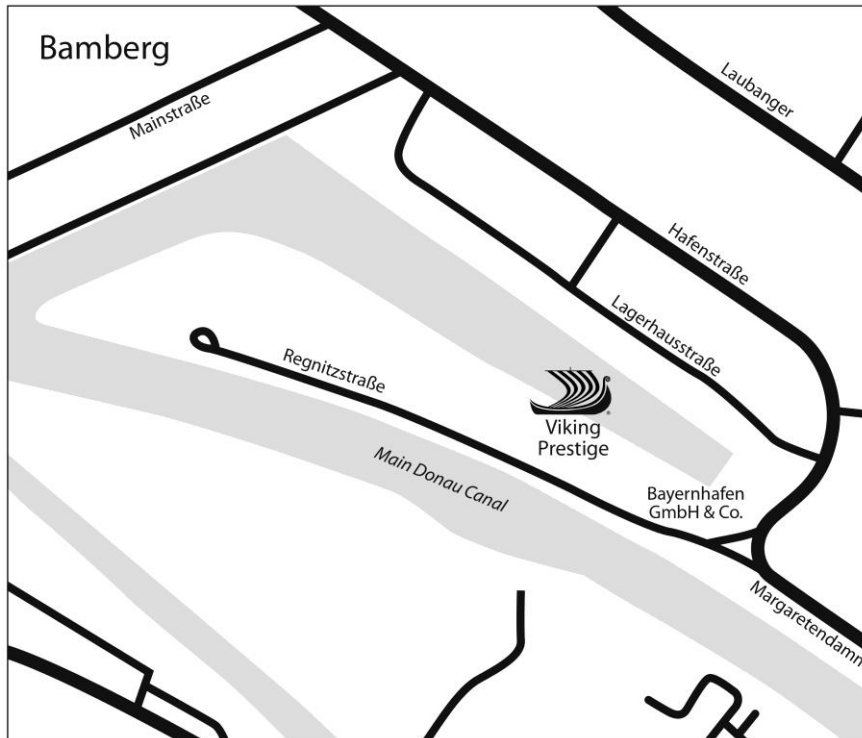 Bamberg
Mainstraße
Laubanger
Hafenstraße
Lagerhausstraße
Regnitzstraße
Viking
Prestige
Main Donau Canal
Bayernhafen
GmbH & Co.
Margaretendamm